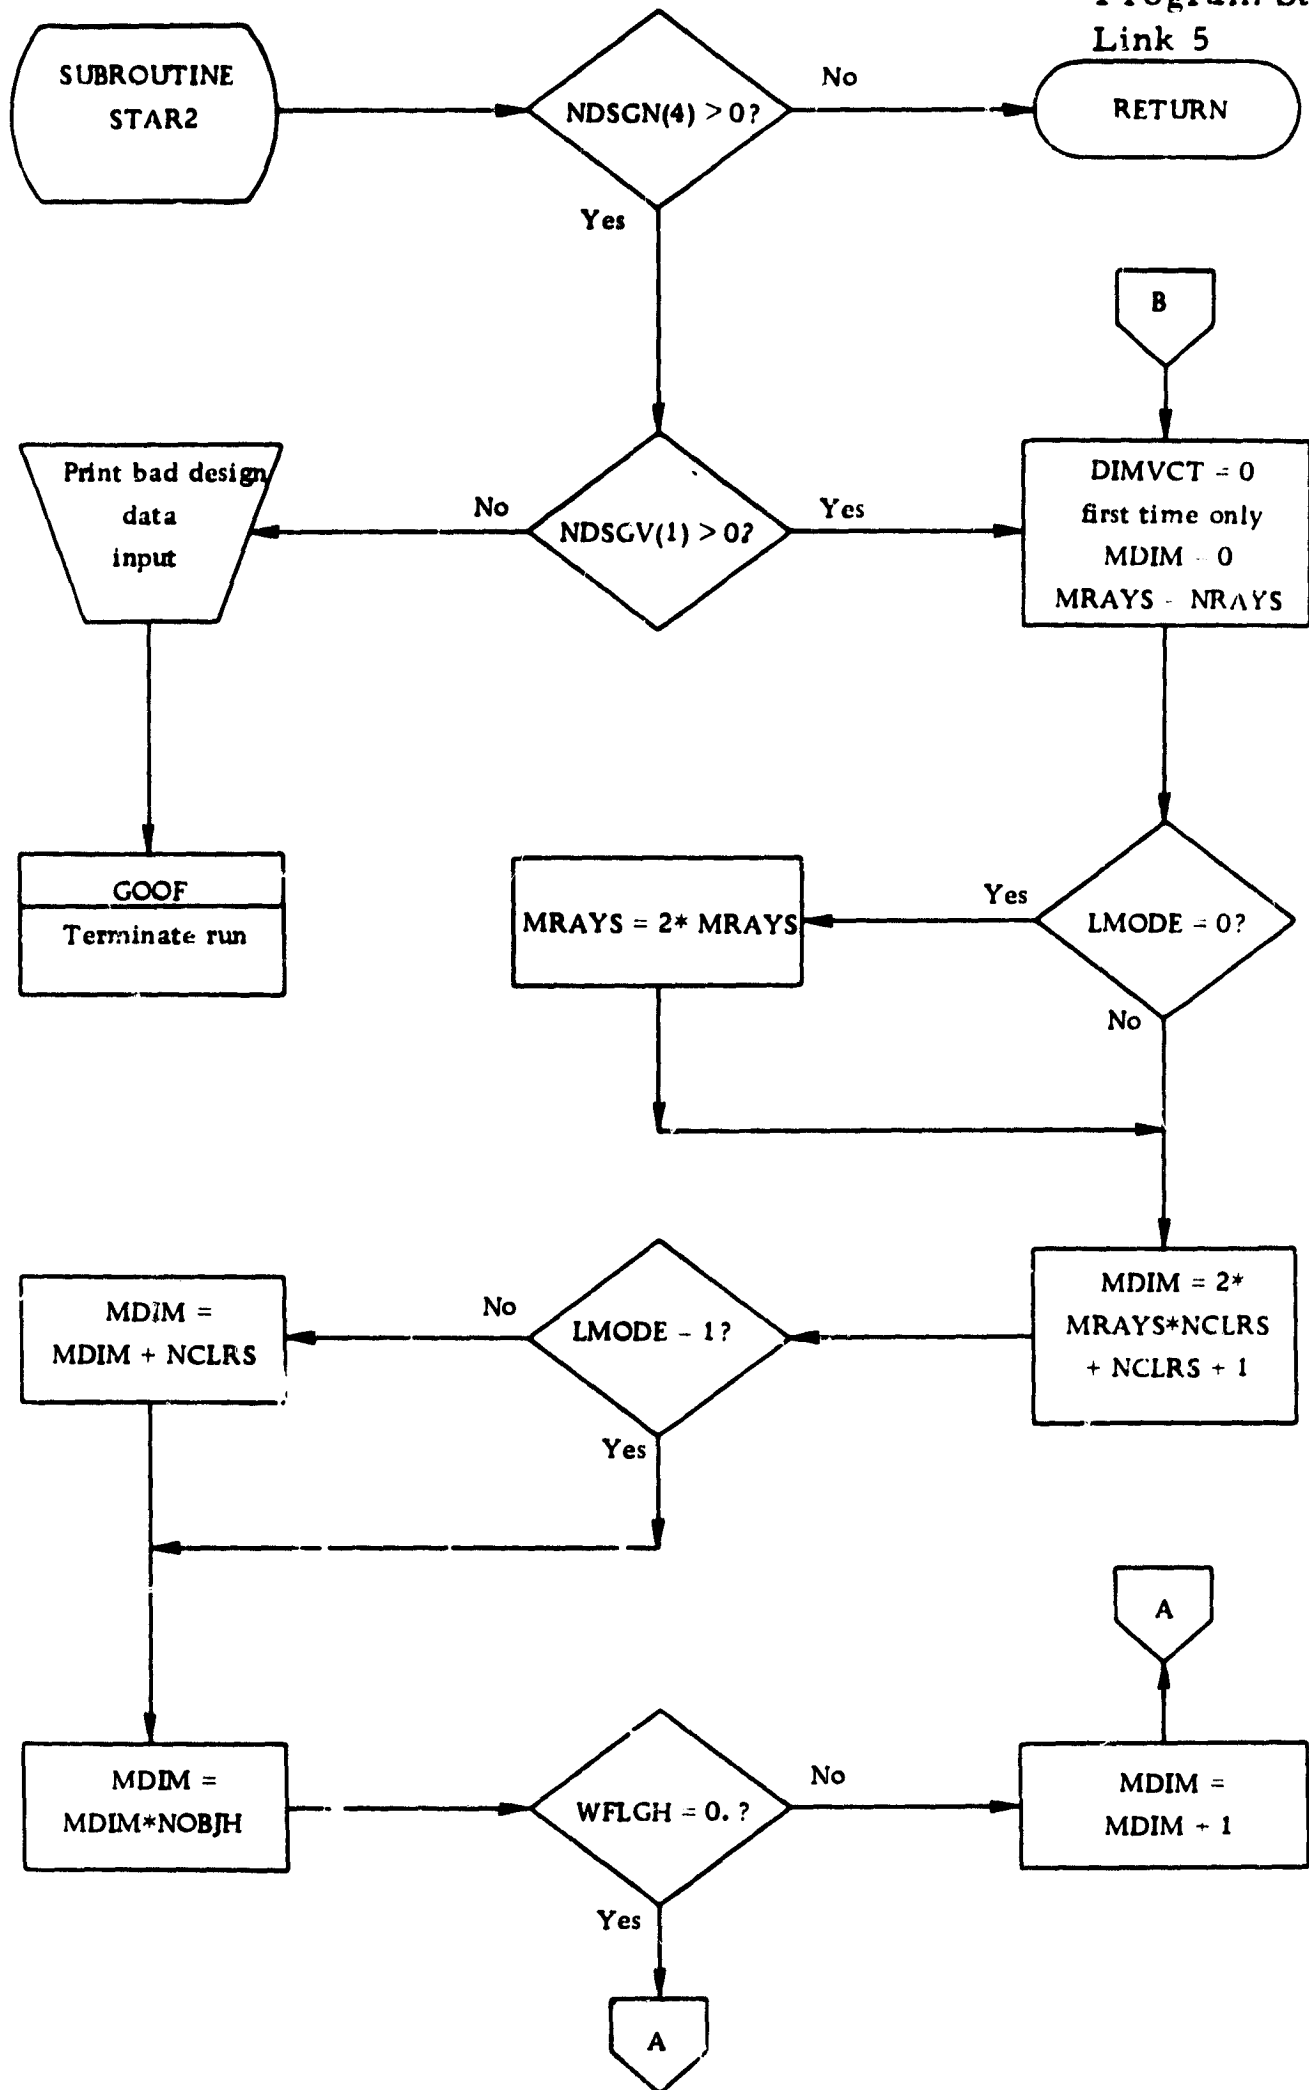 Link 5
SUBROUTINE
STAR2
NDSGN(4) > 0?
No
RETURN
Yes
B
Print bad design
data
input
No
NDSGV(1) > 0?
Yes
DIMVCT = 0
first time only
MDIM - 0
MRAYS - NRAYS
GOOF
Terminate run
MRAYS = 2* MRAYS
Yes
LMODE = 0?
No
MDIM =
MDIM + NCLRS
No
LMODE - 1?
Yes
MDIM = 2*
MRAYS*NCLRS
+ NCLRS + 1
A
MDIM =
MDIM*NOBJH
WFLGH = 0. ?
No
MDIM =
MDIM + 1
Yes
A